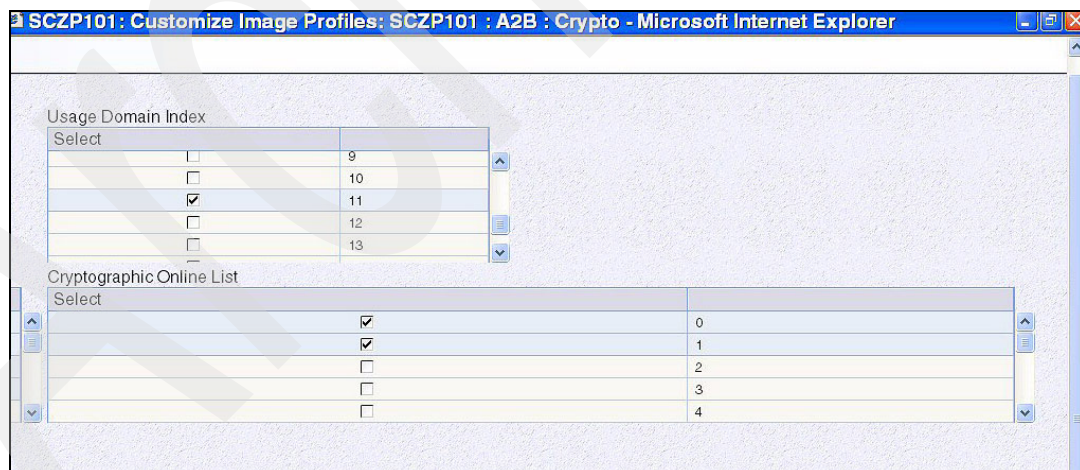 SCZP101: Customize Image Profiles: SCZP101 : A2B : Crypto - Microsoft Internet Explorer
Usage Domain Index
Select
9
10
11
12
13
Cryptographic Online List
Select
0
1
2
3
4